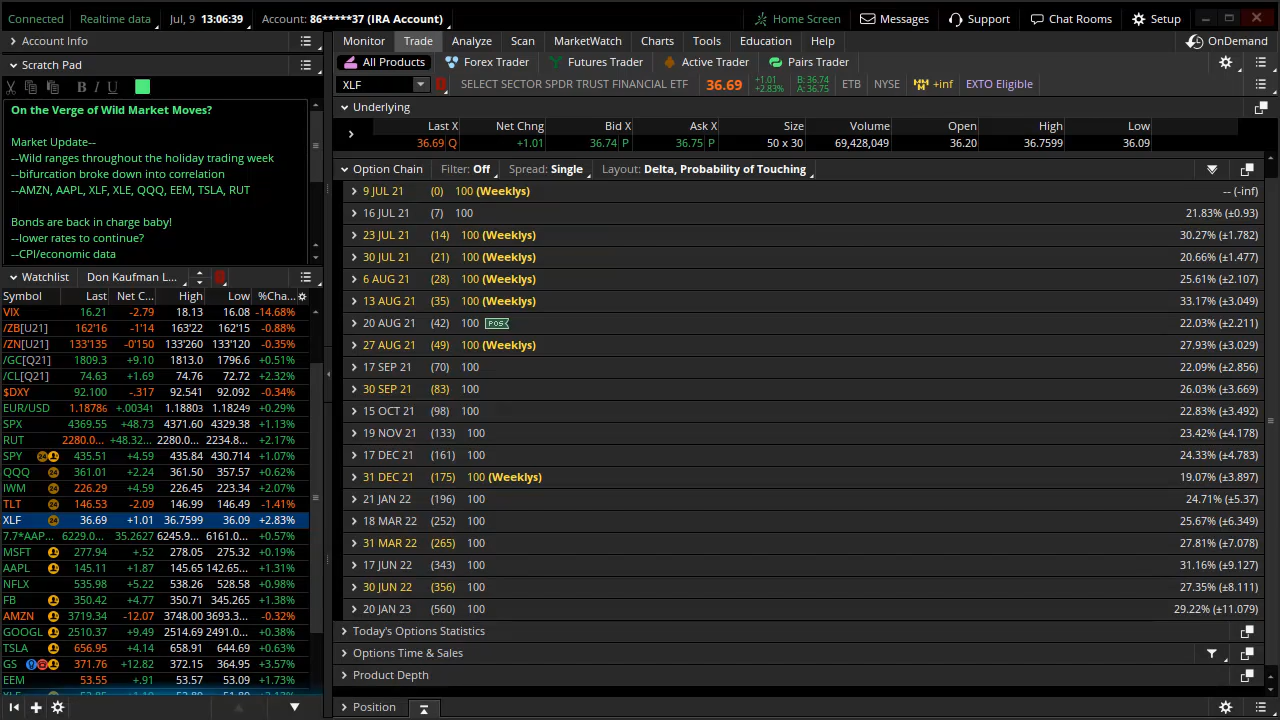 Connected Realtime data Jul, 9 13:06:39 Account: 86*****37 (IRA Account) Home Screen Messages Support Chat Rooms Setup
Account Info
Scratch Pad
B I U
On the Verge of Wild Market Moves?
Market Update--
--Wild ranges throughout the holiday trading week
--bifurcation broke down into correlation
--AMZN, AAPL, XLF, XLE, QQQ, EEM, TSLA, RUT
Bonds are back in charge baby!
--lower rates to continue?
--CPI/economic data
Watchlist Don Kaufman L...
Symbol Last Net C... High Low %Cha...
VIX 16.21 -2.79 18.13 16.08 -14.68%
/ZB[U21] 162'16 -1'14 163'22 162'15 -0.88%
/ZN[U21] 133'135 -0'150 133'260 133'120 -0.35%
/GC[Q21] 1809.3 +9.10 1813.0 1796.6 +0.51%
/CL[Q21] 74.63 +1.69 74.76 72.72 +2.32%
$DXY 92.100 -.317 92.541 92.092 -0.34%
EUR/USD 1.18786 +.00341 1.18803 1.18249 +0.29%
SPX 4369.55 +48.73 4371.60 4329.38 +1.13%
RUT 2280.0... +48.32... 2280.0... 2234.8... +2.17%
SPY 435.51 +4.59 435.84 430.714 +1.07%
QQQ 361.01 +2.24 361.50 357.57 +0.62%
IWM 226.29 +4.59 226.45 223.34 +2.07%
TLT 146.53 -2.09 146.99 146.49 -1.41%
XLF 36.69 +1.01 36.7599 36.09 +2.83%
7.7*AAP... 6229.0... 35.2627 6245.9... 6161.0... +0.57%
MSFT 277.94 +.52 278.05 275.32 +0.19%
AAPL 145.11 +1.87 145.65 142.65... +1.31%
NFLX 535.98 +5.22 538.26 528.58 +0.98%
FB 350.42 +4.77 350.71 345.265 +1.38%
AMZN 3719.34 -12.07 3748.00 3693.3... -0.32%
GOOGL 2510.37 +9.49 2514.69 2491.0... +0.38%
TSLA 656.95 +4.14 658.91 644.69 +0.63%
GS 371.76 +12.82 372.15 364.95 +3.57%
EEM 53.55 +.91 53.57 53.09 +1.73%
Monitor Trade Analyze Scan MarketWatch Charts Tools Education Help OnDemand
All Products Forex Trader Futures Trader Active Trader Pairs Trader
XLF SELECT SECTOR SPDR TRUST FINANCIAL ETF 36.69 +1.01 +2.83% B: 36.74 A: 36.75 ETB NYSE +inf EXTO Eligible
Underlying
Last X Net Chng Bid X Ask X Size Volume Open High Low
36.69 Q +1.01 36.74 P 36.75 P 50 x 30 69,428,049 36.20 36.7599 36.09
Option Chain Filter: Off Spread: Single Layout: Delta, Probability of Touching
9 JUL 21 (0) 100 (Weeklys) -- (-inf)
16 JUL 21 (7) 100 21.83% (±0.93)
23 JUL 21 (14) 100 (Weeklys) 30.27% (±1.782)
30 JUL 21 (21) 100 (Weeklys) 20.66% (±1.477)
6 AUG 21 (28) 100 (Weeklys) 25.61% (±2.107)
13 AUG 21 (35) 100 (Weeklys) 33.17% (±3.049)
20 AUG 21 (42) 100 POS 22.03% (±2.211)
27 AUG 21 (49) 100 (Weeklys) 27.93% (±3.029)
17 SEP 21 (70) 100 22.09% (±2.856)
30 SEP 21 (83) 100 26.03% (±3.669)
15 OCT 21 (98) 100 22.83% (±3.492)
19 NOV 21 (133) 100 23.42% (±4.178)
17 DEC 21 (161) 100 24.33% (±4.783)
31 DEC 21 (175) 100 (Weeklys) 19.07% (±3.897)
21 JAN 22 (196) 100 24.71% (±5.37)
18 MAR 22 (252) 100 25.67% (±6.349)
31 MAR 22 (265) 100 27.81% (±7.078)
17 JUN 22 (343) 100 31.16% (±9.127)
30 JUN 22 (356) 100 27.35% (±8.111)
20 JAN 23 (560) 100 29.22% (±11.079)
Today's Options Statistics
Options Time & Sales
Product Depth
Position